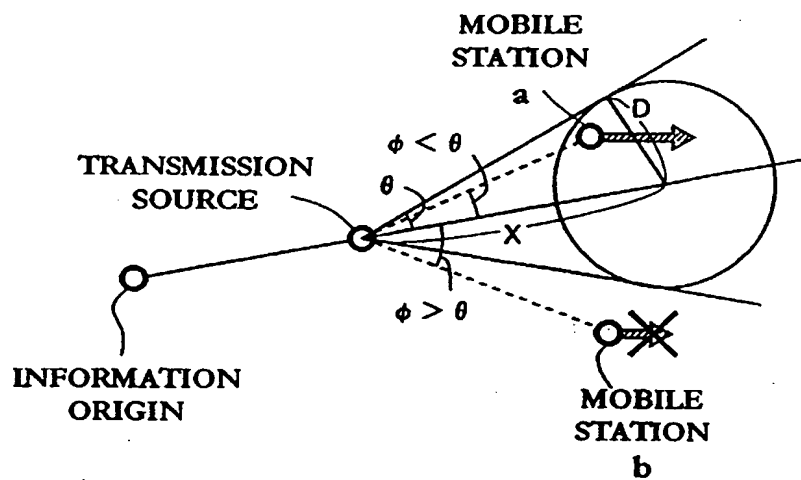 MOBILE
STATION
a
D
ϕ < θ
TRANSMISSION
SOURCE
θ
X
ϕ > θ
INFORMATION
ORIGIN
MOBILE
STATION
b